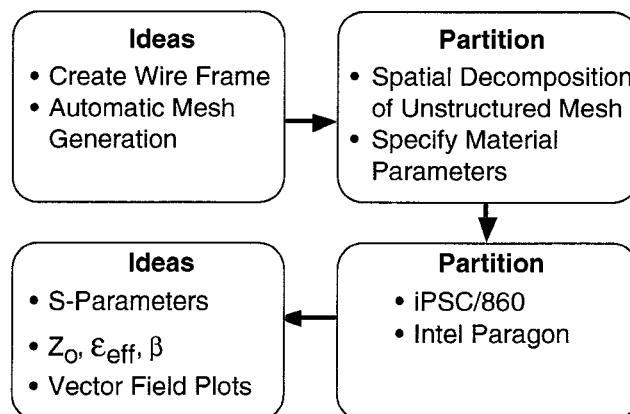 Ideas
• Create Wire Frame
• Automatic Mesh
Generation
Partition
• Spatial Decomposition
of Unstructured Mesh
• Specify Material
Parameters
Ideas
• S-Parameters
• Zo, εeff, β
• Vector Field Plots
Partition
• iPSC/860
• Intel Paragon